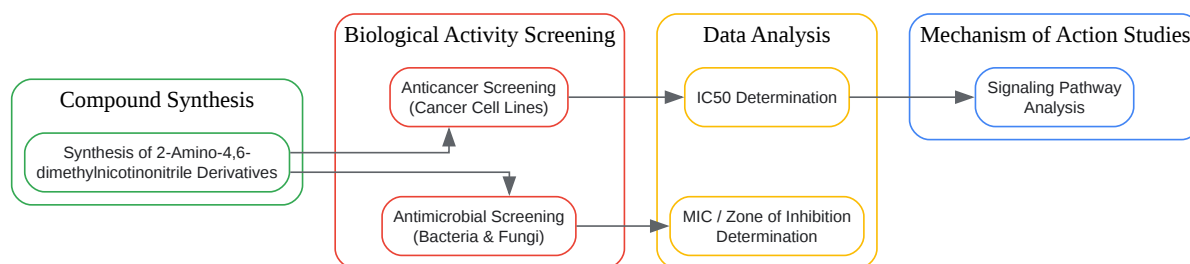 Compound Synthesis
Synthesis of 2-Amino-4,6-
dimethylnicotinonitrile Derivatives
Biological Activity Screening
Anticancer Screening
(Cancer Cell Lines)
Antimicrobial Screening
(Bacteria & Fungi)
Data Analysis
IC50 Determination
MIC / Zone of Inhibition
Determination
Mechanism of Action Studies
Signaling Pathway
Analysis